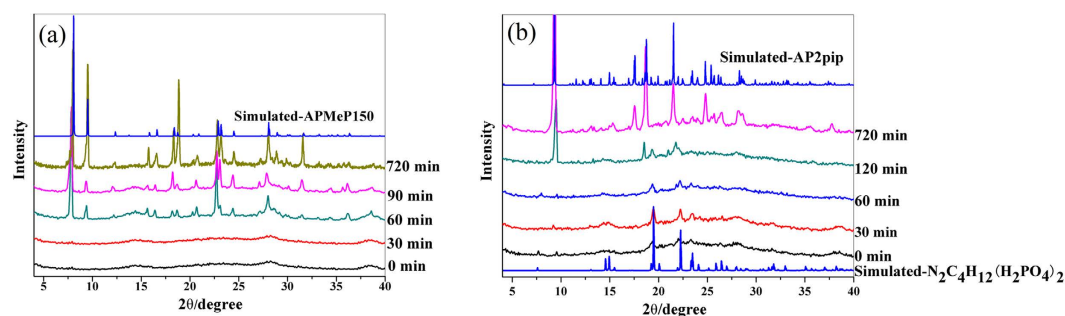 (a)
Intensity
Simulated-APMeP150
720 min
90 min
60 min
30 min
0 min
5 10 15 20 25 30 35 40
2θ/degree
(b)
Intensity
Simulated-AP2pip
720 min
120 min
60 min
30 min
0 min
Simulated-N₂C₄H₁₂(H₂PO₄)₂
5 10 15 20 25 30 35 40
2θ/degree